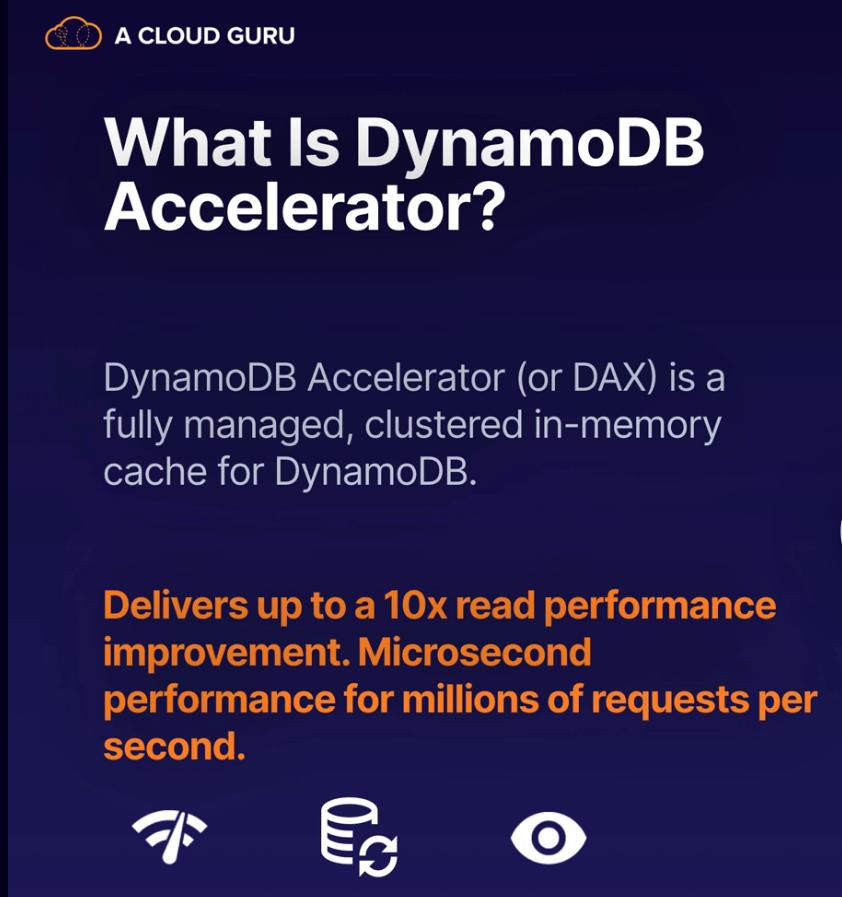 A CLOUD GURU
What Is DynamoDB
Accelerator?
DynamoDB Accelerator (or DAX) is a
fully managed, clustered in-memory
cache for DynamoDB.
Delivers up to a 10x read performance
improvement. Microsecond
performance for millions of requests per
second.